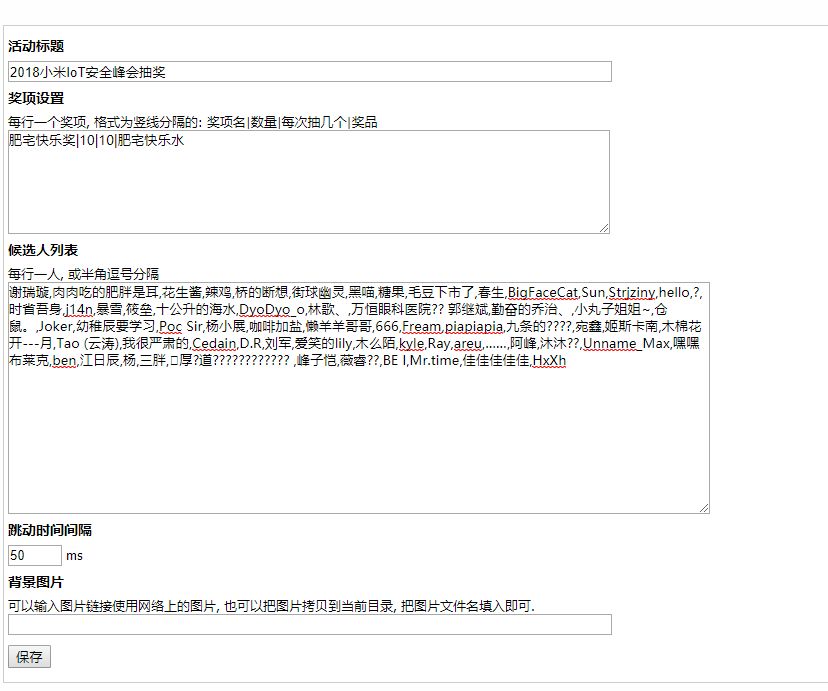 活动标题
2018小米IoT安全峰会抽奖
奖项设置
每行一个奖项, 格式为竖线分隔的: 奖项名|数量|每次抽几个|奖品
肥宅快乐奖|10|10|肥宅快乐水
候选人列表
每行一人, 或半角逗号分隔
谢瑞璇,肉肉吃的肥胖是耳,花生酱,辣鸡,桥的断想,街球幽灵,黑喵,糖果,毛豆下市了,春生,BigFaceCat,Sun,Strjziny,hello,?,
时省吾身,j14n,暴雪,筱垒,十公升的海水,DyoDyo_o,林歌、,万恒眼科医院?? 郭继斌,勤奋的乔治、,小丸子姐姐~,仓
鼠。,Joker,幼稚辰要学习,Poc Sir,杨小展,咖啡加盐,懒羊羊哥哥,666,Fream,piapiapia,九条的????,宛鑫,姬斯卡南,木棉花
开---月,Tao (云涛),我很严肃的,Cedain,D.R,刘军,爱笑的lily,木么陌,kyle,Ray,areu,……,阿峰,沐沐??,Unname_Max,嘿嘿
布莱克,ben,江日辰,杨,三胖,厚?道???????????? ,峰子恺,薇睿??,BE I,Mr.time,佳佳佳佳佳,HxXh
跳动时间间隔
50 ms
背景图片
可以输入图片链接使用网络上的图片, 也可以把图片拷贝到当前目录, 把图片文件名填入即可.
保存